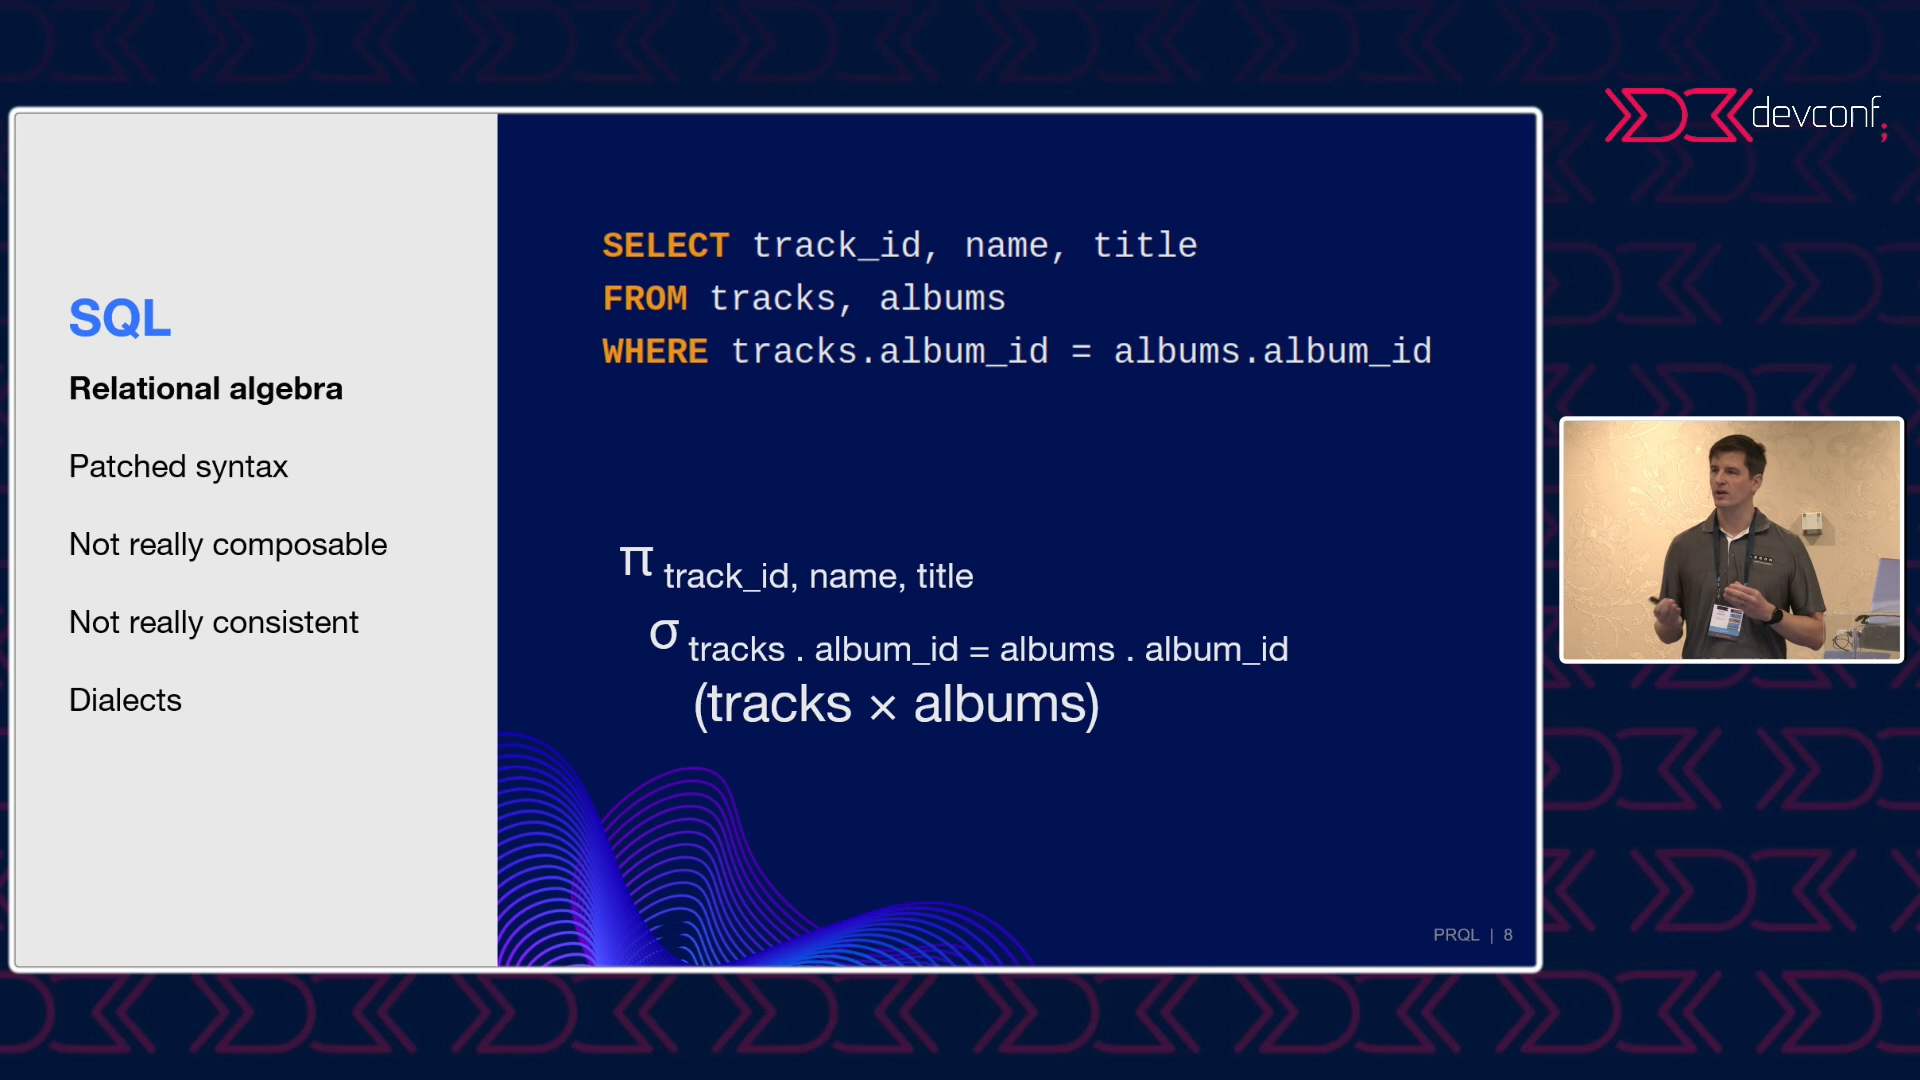 devconf;
SQL
Relational algebra
Patched syntax
Not really composable
Not really consistent
Dialects
SELECT track_id, name, title
FROM tracks, albums
WHERE tracks.album_id = albums.album_id
π track_id, name, title
σ tracks . album_id = albums . album_id
(tracks × albums)
PRQL | 8